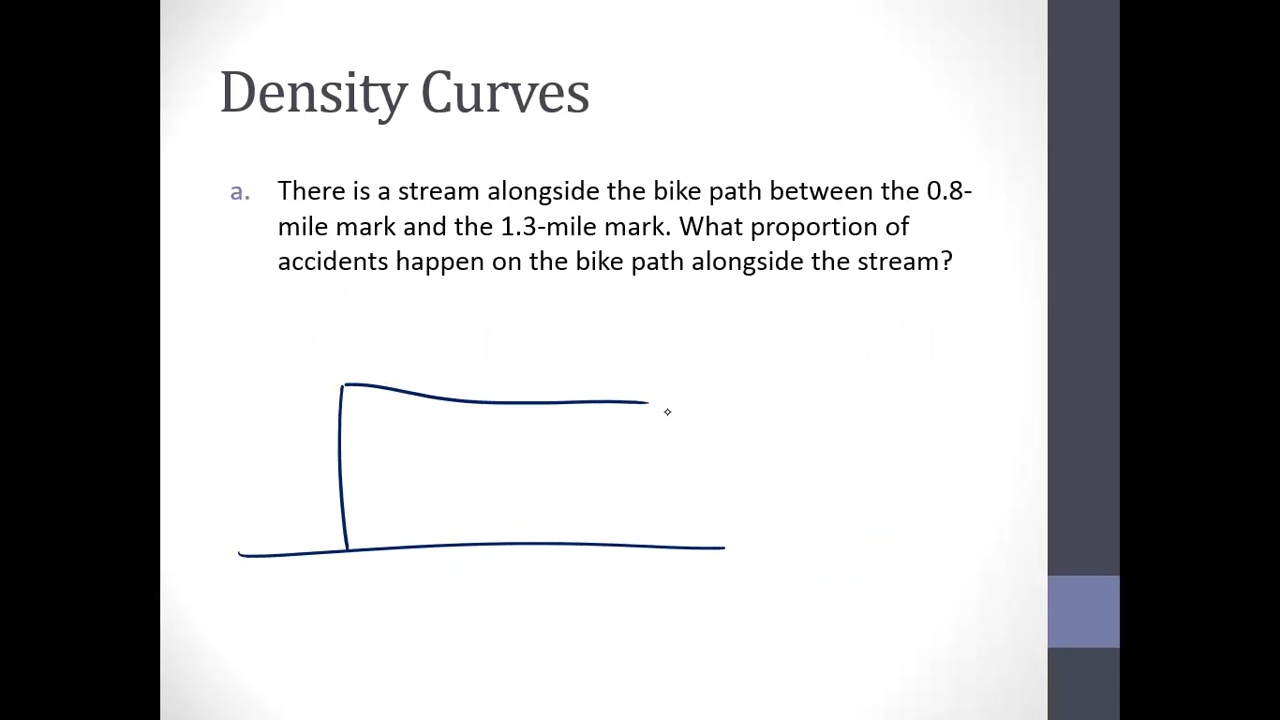 Density Curves
a. There is a stream alongside the bike path between the 0.8-
mile mark and the 1.3-mile mark. What proportion of
accidents happen on the bike path alongside the stream?